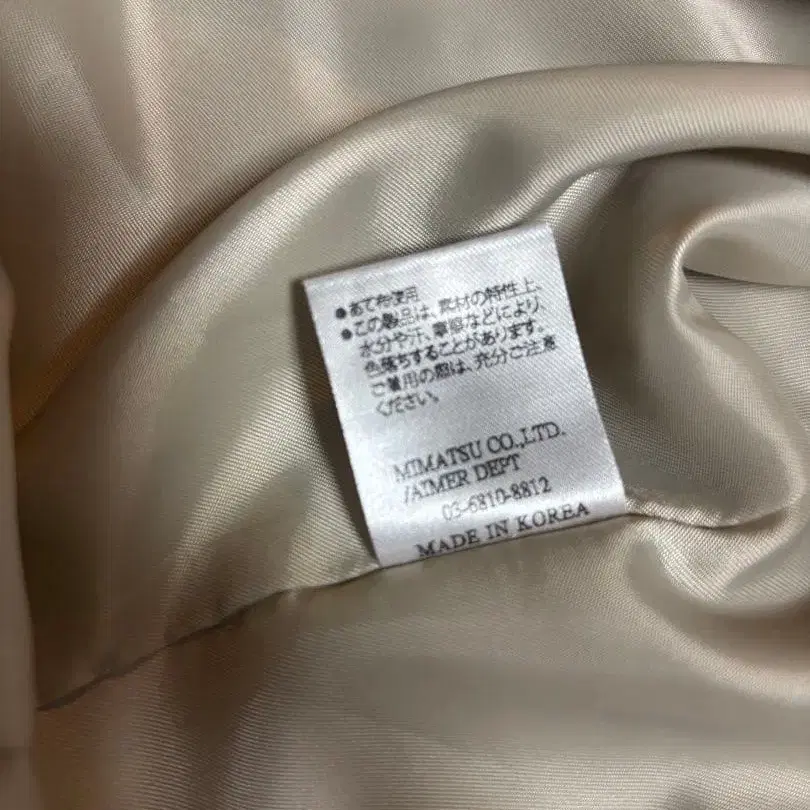 ●あて布使用
●この製品は、素材の特性上、
水分や汗、摩擦などにより
色落ちすることがあります。
ご着用の際は、充分ご注意
ください。
MIMATSU CO.,LTD.
/AIMER DEPT
03-6810-8812
MADE IN KOREA